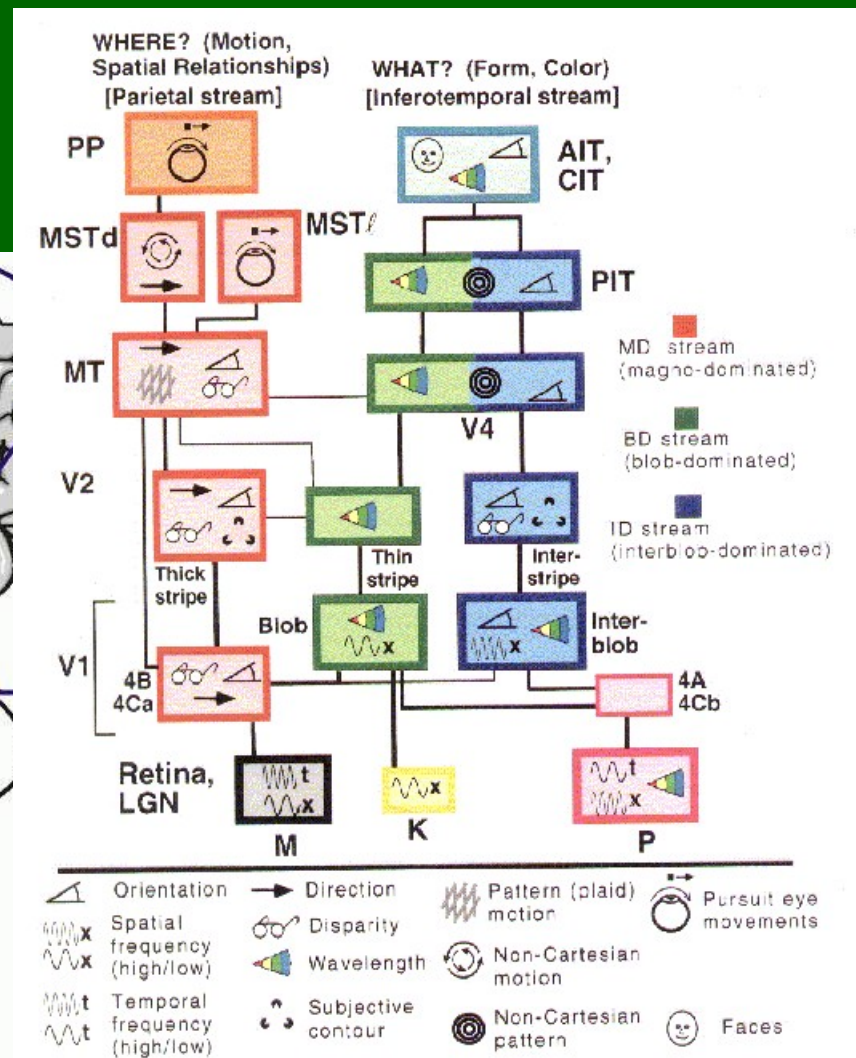 WHERE? (Motion,
Spatial Relationships)
[Parietal stream]
WHAT? (Form, Color)
[Inferotemporal stream]
PP
AIT,
CIT
MSTd
MSTℓ
PIT
MT
V4
MD stream
(magno-dominated)
BD stream
(blob-dominated)
ID stream
(interblob-dominated)
V2
Thick
stripe
Thin
stripe
Inter-
stripe
V1
Blob
x
x
Inter-
blob
4B
4Ca
4A
4Cb
Retina,
LGN
t
x
x
t
x
M
K
P
Orientation
Direction
Pattern (plaid)
motion
Pursuit eye
movements
x
x
Spatial
frequency
(high/low)
Disparity
Wavelength
Non-Cartesian
motion
t
t
Temporal
frequency
(high/low)
Subjective
contour
Non-Cartesian
pattern
Faces